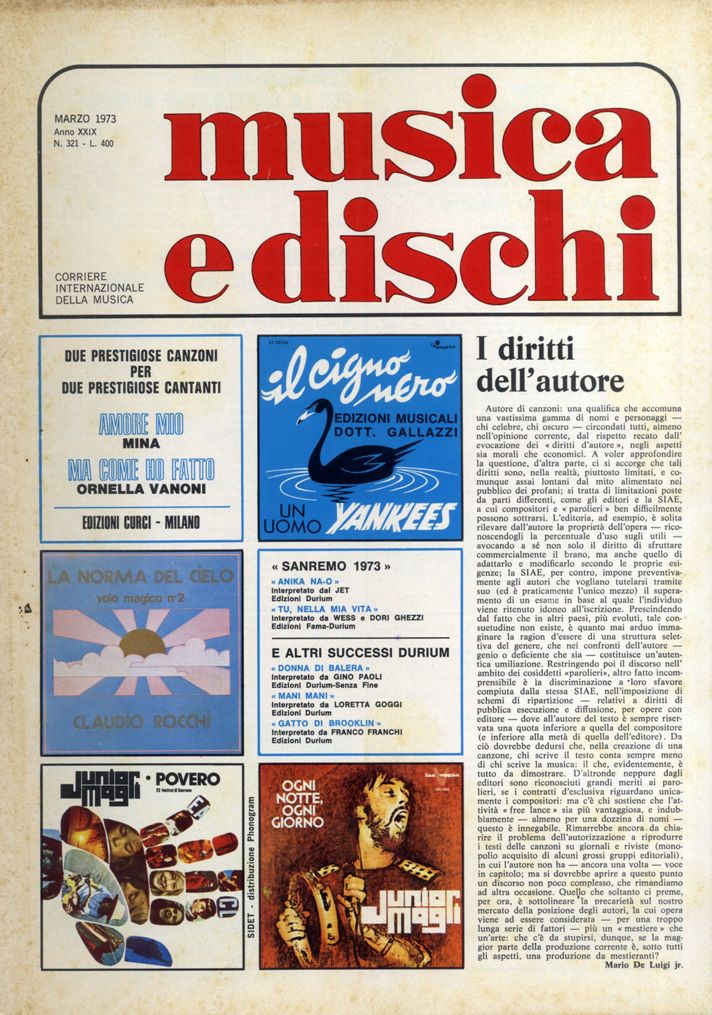 MARZO 1973
Anno XXIX
N. 321 - L. 400
musica
e dischi
CORRIERE
INTERNAZIONALE
DELLA MUSICA
DUE PRESTIGIOSE CANZONI
PER
DUE PRESTIGIOSE CANTANTI
AMORE MIO
MINA
MA COME HO FATTO
ORNELLA VANONI
EDIZIONI CURCI - MILANO
il cigno
nero
EDIZIONI MUSICALI
DOTT. GALLAZZI
UN
UOMO
YANKEES
LA NORMA DEL CIELO
volo magico n°2
CLAUDIO ROCCHI
« SANREMO 1973 »
« ANIKA NA-O »
Interpretato dai JET
Edizioni Durium
« TU, NELLA MIA VITA »
Interpretato da WESS e DORI GHEZZI
Edizioni Fama-Durium
E ALTRI SUCCESSI DURIUM
« DONNA DI BALERA »
Interpretato da GINO PAOLI
Edizioni Durium-Senza Fine
« MANI MANI »
Interpretato da LORETTA GOGGI
Edizioni Durium
« GATTO DI BROOKLIN »
Interpretato da FRANCO FRANCHI
Edizioni Durium
junior
magli
• POVERO
SIDET - distribuzione Phonogram
OGNI
NOTTE,
OGNI
GIORNO
junior
magli
I diritti
dell'autore
Autore di canzoni: una qualifica che accomuna
una vastissima gamma di nomi e personaggi —
chi celebre, chi oscuro — circondati tutti, almeno
nell'opinione corrente, dal rispetto recato dall'
evocazione dei « diritti d'autore », negli aspetti
sia morali che economici. A voler approfondire
la questione, d'altra parte, ci si accorge che tali
diritti sono, nella realtà, piuttosto limitati, e co-
munque assai lontani dal mito alimentato nei
pubblico dei profani; si tratta di limitazioni poste
da parti differenti, come gli editori e la SIAE,
a cui compositori e « parolieri » ben difficilmente
possono sottrarsi. L'editoria, ad esempio, è solita
rilevare dall'autore la proprietà dell'opera — rico-
noscendogli la percentuale d'uso sugli utili —
avocando a sé non solo il diritto di sfruttare
commercialmente il brano, ma anche quello di
adattarlo e modificarlo secondo le proprie esi-
genze; la SIAE, per contro, impone preventiva-
mente agli autori che vogliano tutelarsi tramite
suo (ed è praticamente l'unico mezzo) il supera-
mento di un esame in base al quale l'individuo
viene ritenuto idoneo all'iscrizione. Prescindendo
dal fatto che in altri paesi, più evoluti, tale con-
suetudine non esiste, è quanto mai arduo imma-
ginare la ragion d'essere di una struttura selet-
tiva del genere, che nei confronti dell'autore —
genio o deficiente che sia — costituisce un'auten-
tica umiliazione. Restringendo poi il discorso nell'
ambito dei cosiddetti «parolieri», altro fatto incom-
prensibile è la discriminazione a loro sfavore
compiuta dalla stessa SIAE, nell'imposizione di
schemi di ripartizione — relativi a diritti di
pubblica esecuzione e diffusione, per opere con
editore — dove all'autore del testo è sempre riser-
vata una quota inferiore a quella del compositore
(e inferiore alla metà di quella dell'editore). Da
ciò dovrebbe dedursi che, nella creazione di una
canzone, chi scrive il testo conta sempre meno
di chi scrive la musica: il che, evidentemente, è
tutto da dimostrare. D'altronde neppure dagli
editori sono riconosciuti grandi meriti ai paro-
lieri, se i contratti d'esclusiva riguardano unica-
mente i compositori: ma c'è chi sostiene che l'at-
tività « free lance » sia più vantaggiosa, e indub-
biamente — almeno per una dozzina di nomi —
questo è innegabile. Rimarrebbe ancora da chia-
rire il problema dell'autorizzazione a riprodurre
i testi delle canzoni su giornali e riviste (mono-
polio acquisito di alcuni grossi gruppi editoriali),
in cui l'autore non ha — ancora una volta — voce
in capitolo; ma si dovrebbe aprire a questo punto
un discorso non poco complesso, che rimandiamo
ad altra occasione. Quello che soltanto ci preme,
per ora, è sottolineare la precarietà sul nostro
mercato della posizione degli autori, la cui opera
viene ad essere considerata — per una troppo
lunga serie di fattori — più un « mestiere » che
un'arte: che c'è da stupirsi, dunque, se la mag-
gior parte della produzione corrente è, sotto tutti
gli aspetti, una produzione da mestieranti?
Mario De Luigi jr.